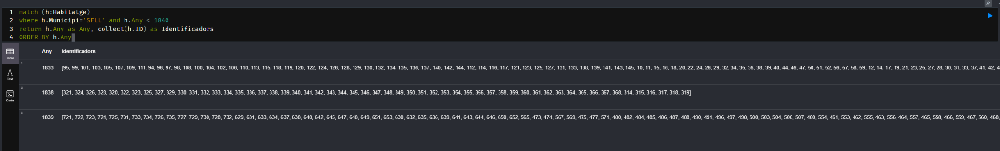 1 match (h:Habitatge)
2 where h.Municipi='SFLL' and h.Any < 1840
3 return h.Any as Any, collect(h.ID) as Identificadors
4 ORDER BY h.Any
Table
Text
Code
Any Identificadors
1 1833 [95, 99, 101, 103, 105, 107, 109, 111, 94, 96, 97, 98, 108, 100, 104, 102, 106, 110, 113, 115, 118, 119, 120, 122, 124, 126, 128, 129, 130, 132, 134, 135, 136, 137, 140, 142, 144, 112, 114, 116, 117, 121, 123, 125, 127, 131, 133, 138, 139, 141, 143, 145, 10, 11, 15, 16, 18, 20, 22, 24, 26, 29, 32, 34, 35, 36, 38, 39, 40, 44, 46, 47, 50, 51, 52, 56, 57, 58, 59, 12, 14, 17, 19, 21, 23, 25, 27, 28, 30, 31, 33, 37, 41, 42,
2 1838 [321, 324, 326, 328, 320, 322, 323, 325, 327, 329, 330, 331, 332, 333, 334, 335, 336, 337, 338, 339, 340, 341, 342, 343, 344, 345, 346, 347, 348, 349, 350, 351, 352, 353, 354, 355, 356, 357, 358, 359, 360, 361, 362, 363, 364, 365, 366, 367, 368, 314, 315, 316, 317, 318, 319]
3 1839 [721, 722, 723, 724, 725, 731, 733, 734, 726, 735, 727, 729, 730, 728, 732, 629, 631, 633, 634, 637, 638, 640, 642, 645, 647, 648, 649, 651, 653, 630, 632, 635, 636, 639, 641, 643, 644, 646, 650, 652, 565, 473, 474, 567, 569, 475, 477, 571, 480, 482, 484, 485, 486, 487, 488, 490, 491, 496, 497, 498, 500, 503, 504, 506, 507, 460, 554, 461, 553, 462, 555, 463, 556, 464, 557, 465, 558, 466, 559, 467, 560, 468,